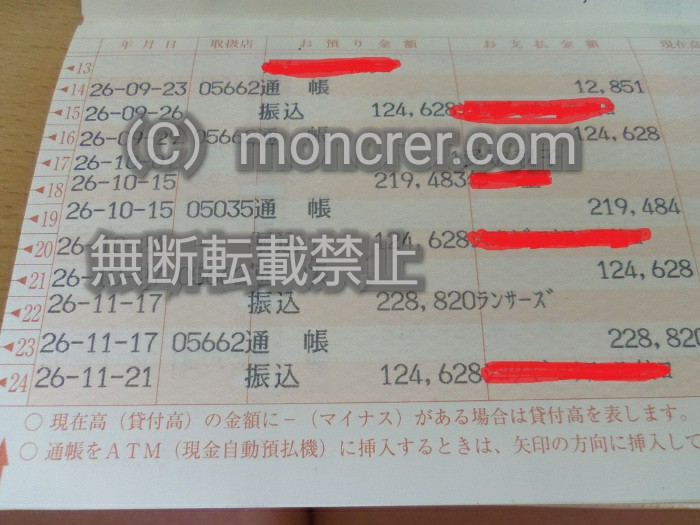 年月日 取扱店 お預り金額 お支払金額 現在高
13
14 26-09-23 05662 通 帳 12,851
15 26-09-26 振込 124,628
16 26-09-27 通 帳 124,628
17 26-10-
18 26-10-15 219,483
19 26-10-15 05035 通 帳 219,484
20 124,628
21 124,628
22 26-11-17 振込 228,820 ランサーズ
23 26-11-17 05662 通 帳 228,820
24 26-11-21 振込 124,628
(C) moncrer.com
無断転載禁止
○ 現在高(貸付高)の金額に-(マイナス)がある場合は貸付高を表します。
○ 通帳をATM(現金自動預払機)に挿入するときは、矢印の方向に挿入して